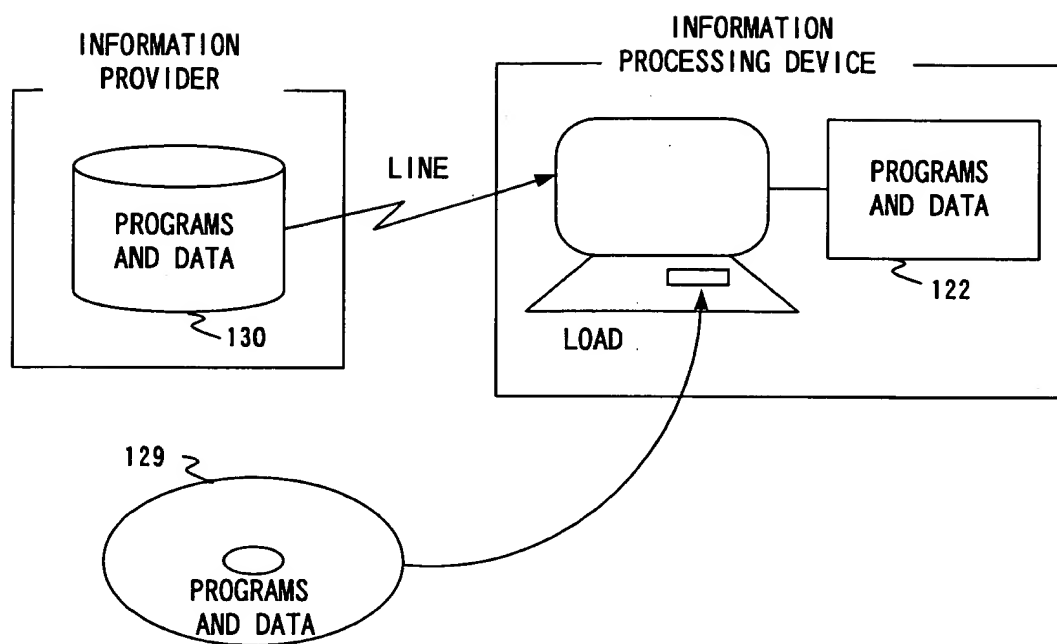 INFORMATION
PROVIDER
PROGRAMS
AND DATA
130
LINE
INFORMATION
PROCESSING DEVICE
PROGRAMS
AND DATA
122
LOAD
129
PROGRAMS
AND DATA